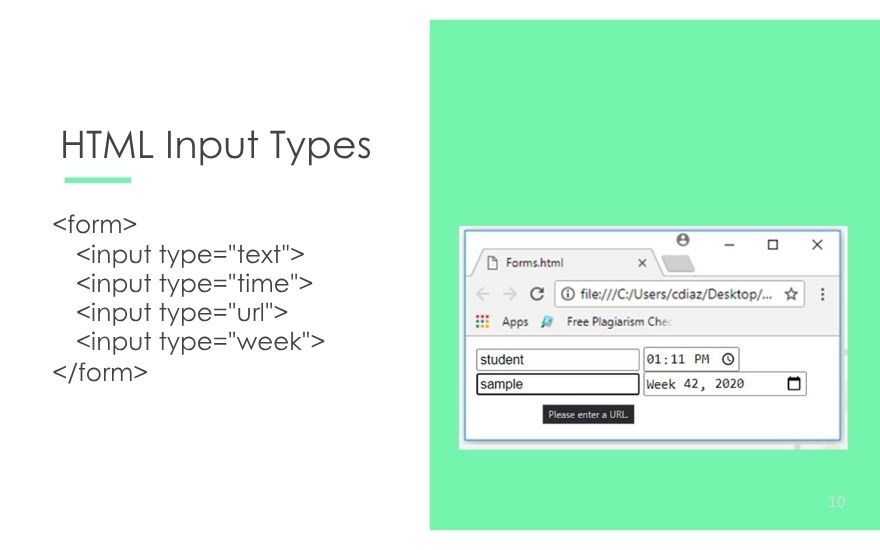 HTML Input Types
<form>
<input type="text">
<input type="time">
<input type="url">
<input type="week">
</form>
Forms.html
file:///C:/Users/cdiaz/Desktop/...
Apps Free Plagiarism Chec
student 01:11 PM
sample Week 42, 2020
Please enter a URL.
10